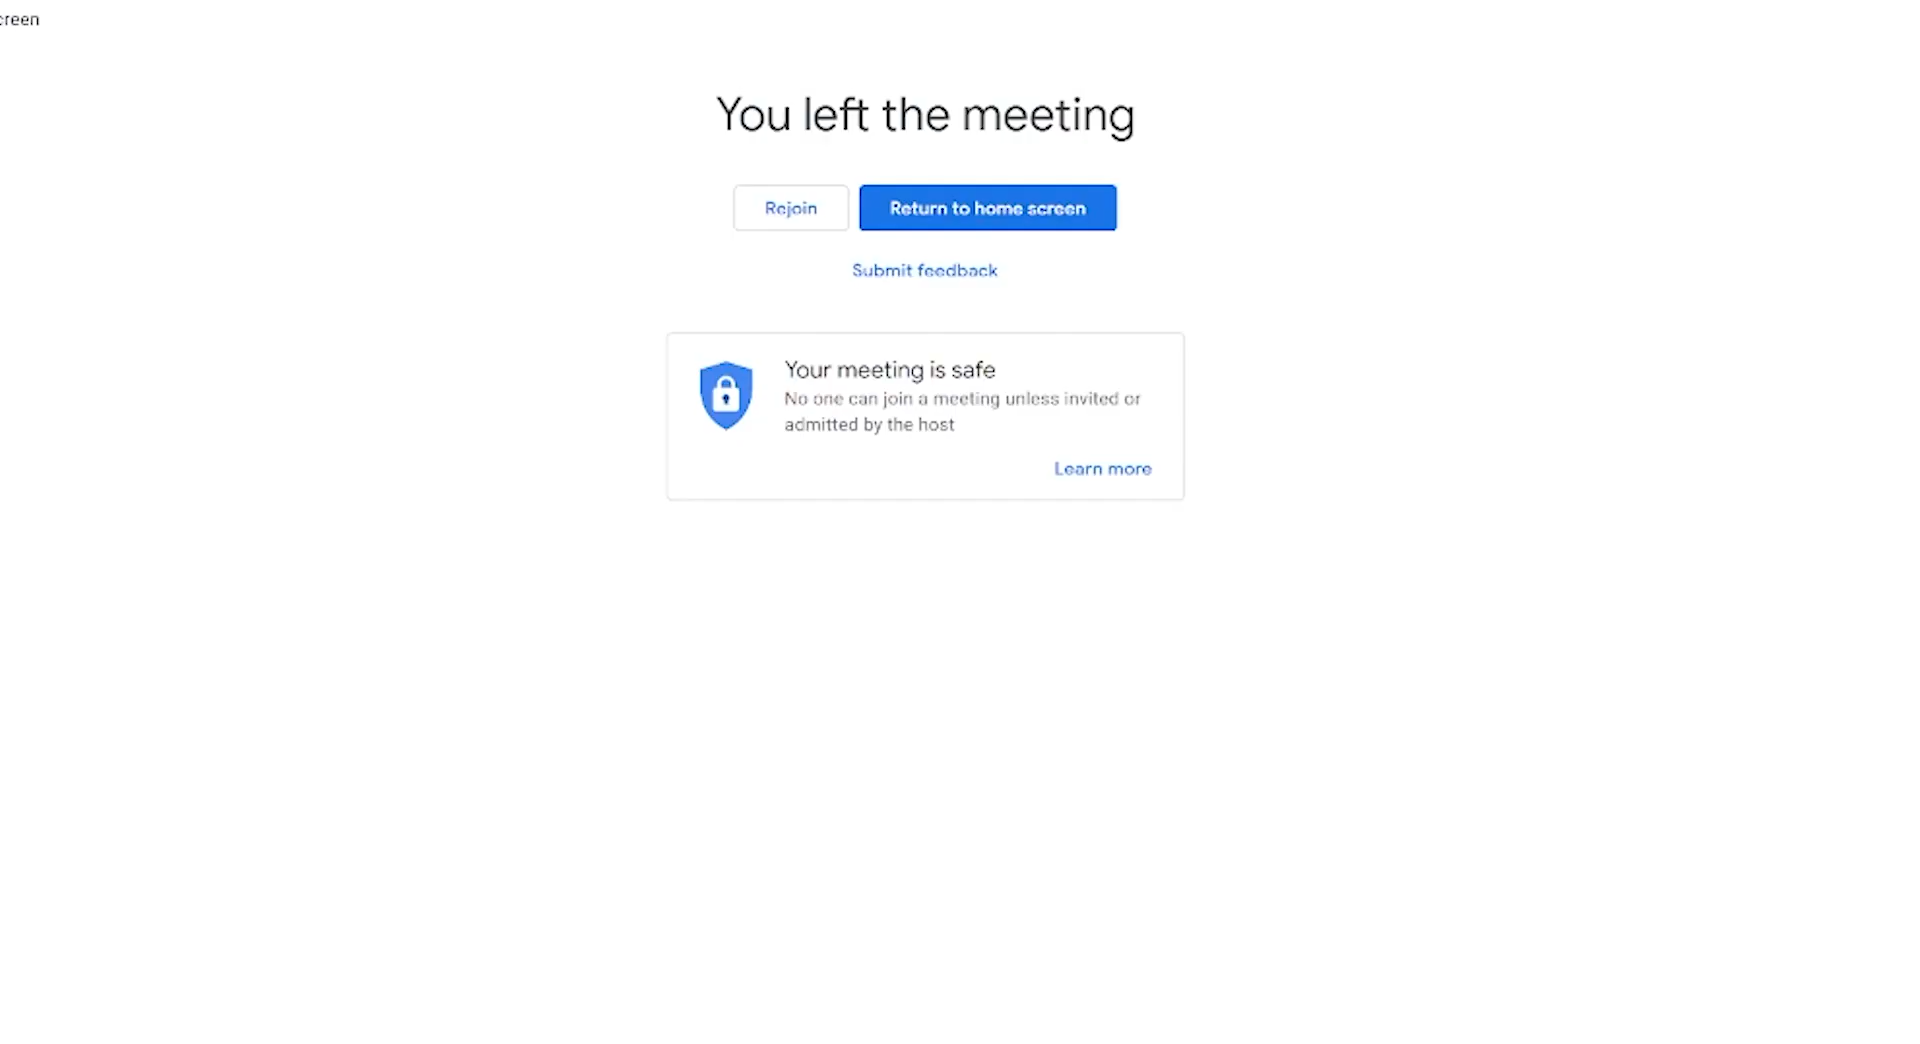 creen
You left the meeting
Rejoin
Return to home screen
Submit feedback
Your meeting is safe
No one can join a meeting unless invited or
admitted by the host
Learn more